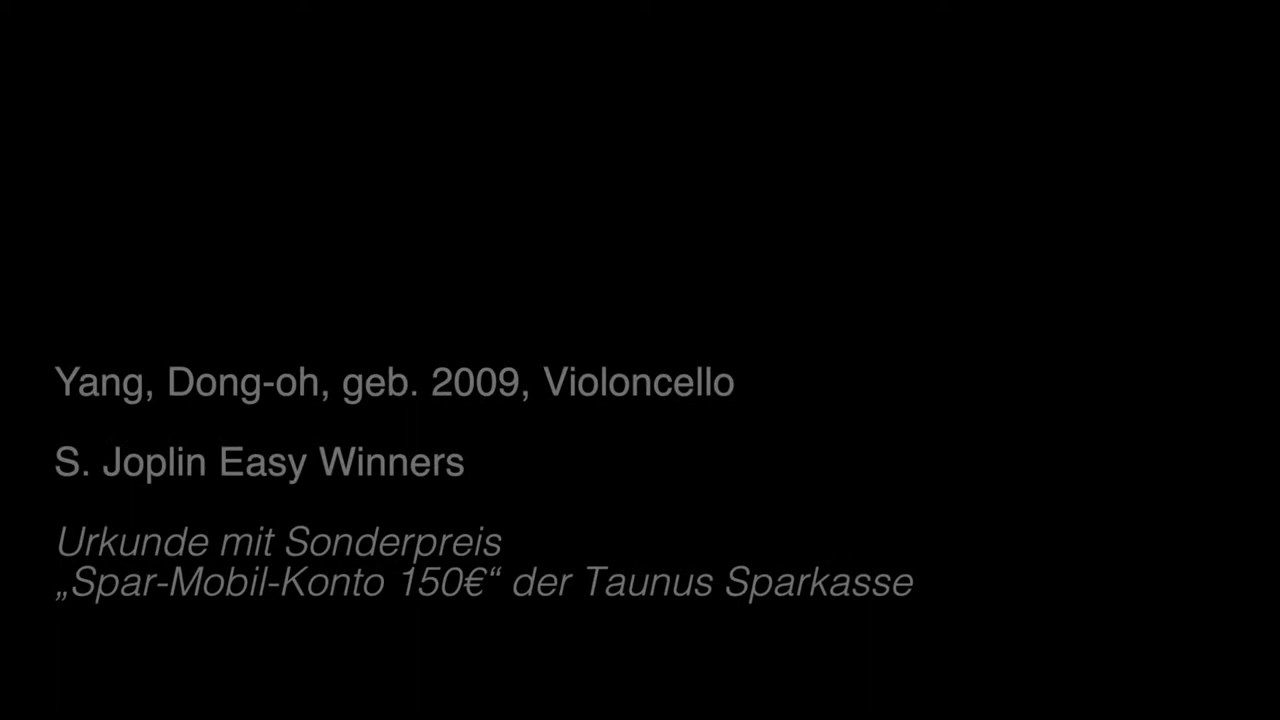 Yang, Dong-oh, geb. 2009, Violoncello
S. Joplin Easy Winners
Urkunde mit Sonderpreis
„Spar-Mobil-Konto 150€“ der Taunus Sparkasse